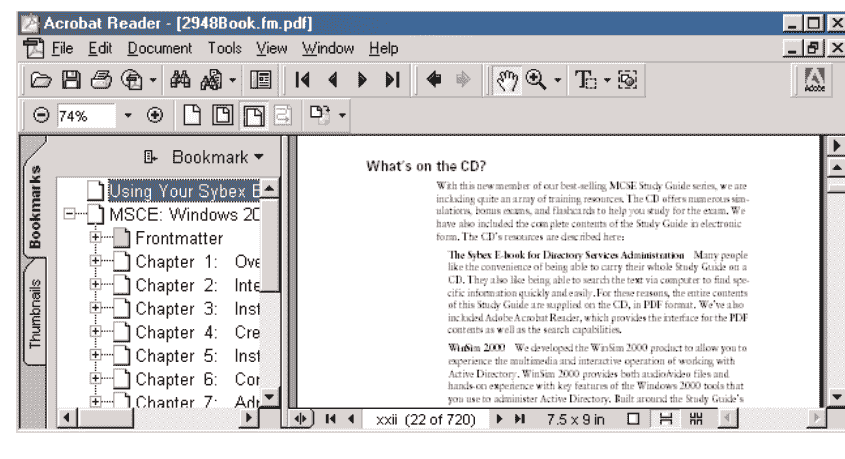 Acrobat Reader - [2948Book.fm.pdf]
File Edit Document Tools View Window Help
Adobe
74%
Bookmark
Bookmarks
Thumbnails
Using Your Sybex E
MSCE: Windows 20
Frontmatter
Chapter 1: Ove
Chapter 2: Inte
Chapter 3: Inst
Chapter 4: Cre
Chapter 5: Inst
Chapter 6: Cor
Chapter 7: Adr
What's on the CD?
With this new member of our best-selling MCSE Study Guide series, we are
including quite an array of training resources. The CD offers numerous sim-
ulations, bonus exams, and flashcards to help you study for the exam. We
have also included the complete contents of the Study Guide in electronic
form. The CD's resources are described here:
The Sybex E-book for Directory Services Administration Many people
like the convenience of being able to carry their whole Study Guide on a
CD. They also like being able to search the text via computer to find spe-
cific information quickly and easily. For these reasons, the entire contents
of this Study Guide are supplied on the CD, in PDF format. We've also
included Adobe Acrobat Reader, which provides the interface for the PDF
contents as well as the search capabilities.
WinSim 2000 We developed the WinSim 2000 product to allow you to
experience the multimedia and interactive operation of working with
Active Directory. WinSim 2000 provides both audio/video files and
hands-on experience with key features of the Windows 2000 tools that
you use to administer Active Directory. Built around the Study Guide's
xxii (22 of 720) 7.5 x 9 in